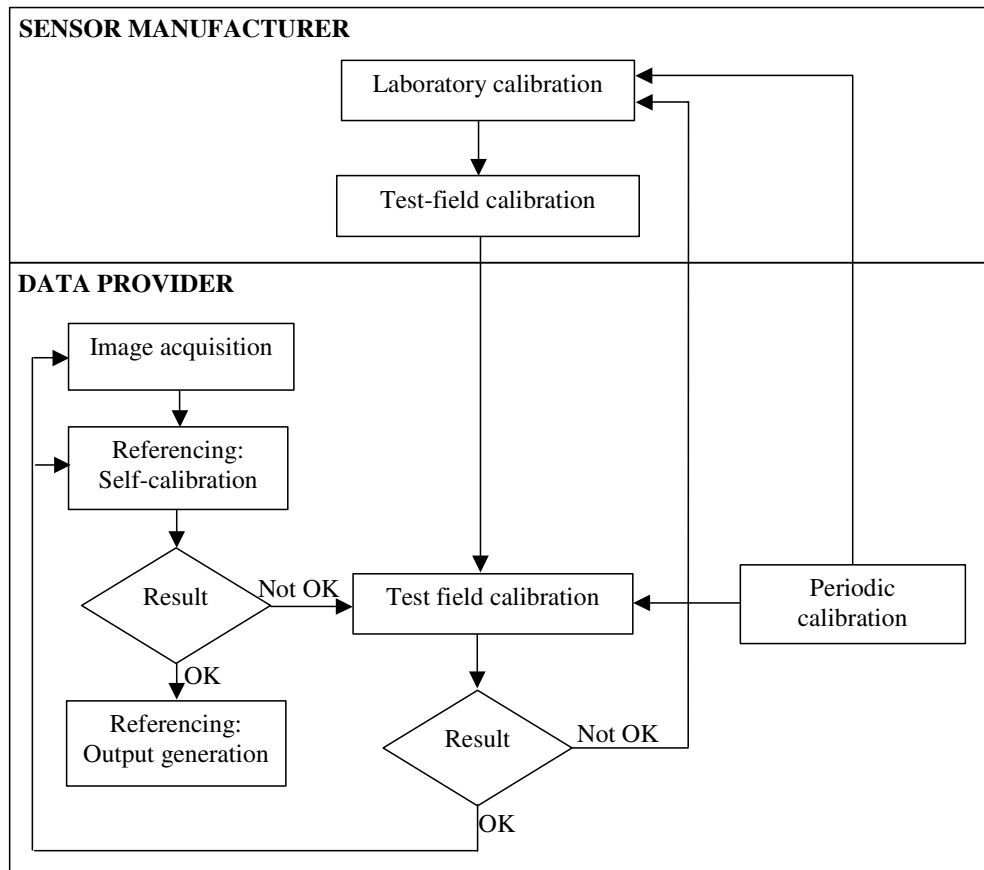 SENSOR MANUFACTURER
Laboratory calibration
Test-field calibration
DATA PROVIDER
Image acquisition
Referencing:
Self-calibration
Result
Not OK
OK
Referencing:
Output generation
Test field calibration
Result
Not OK
OK
Periodic
calibration